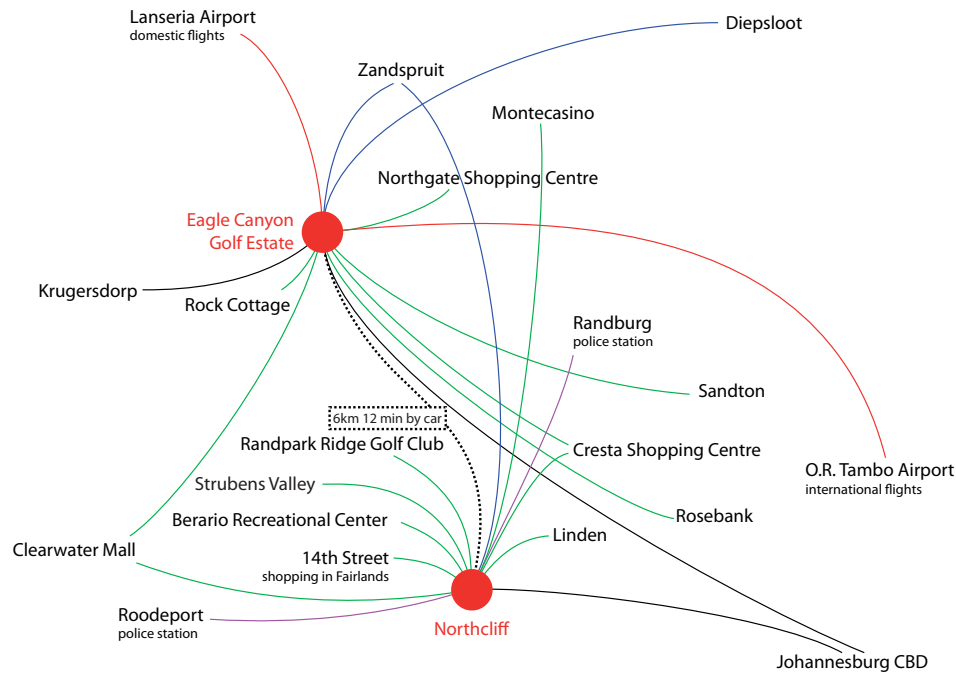 Lanseria Airport
domestic flights
Diepsloot
Zandspruit
Montecasino
Northgate Shopping Centre
Eagle Canyon
Golf Estate
Krugersdorp
Rock Cottage
Randburg
police station
Sandton
6km 12 min by car
Randpark Ridge Golf Club
Cresta Shopping Centre
O.R. Tambo Airport
international flights
Strubens Valley
Berario Recreational Center
Rosebank
Linden
Clearwater Mall
14th Street
shopping in Fairlands
Roodeport
police station
Northcliff
Johannesburg CBD